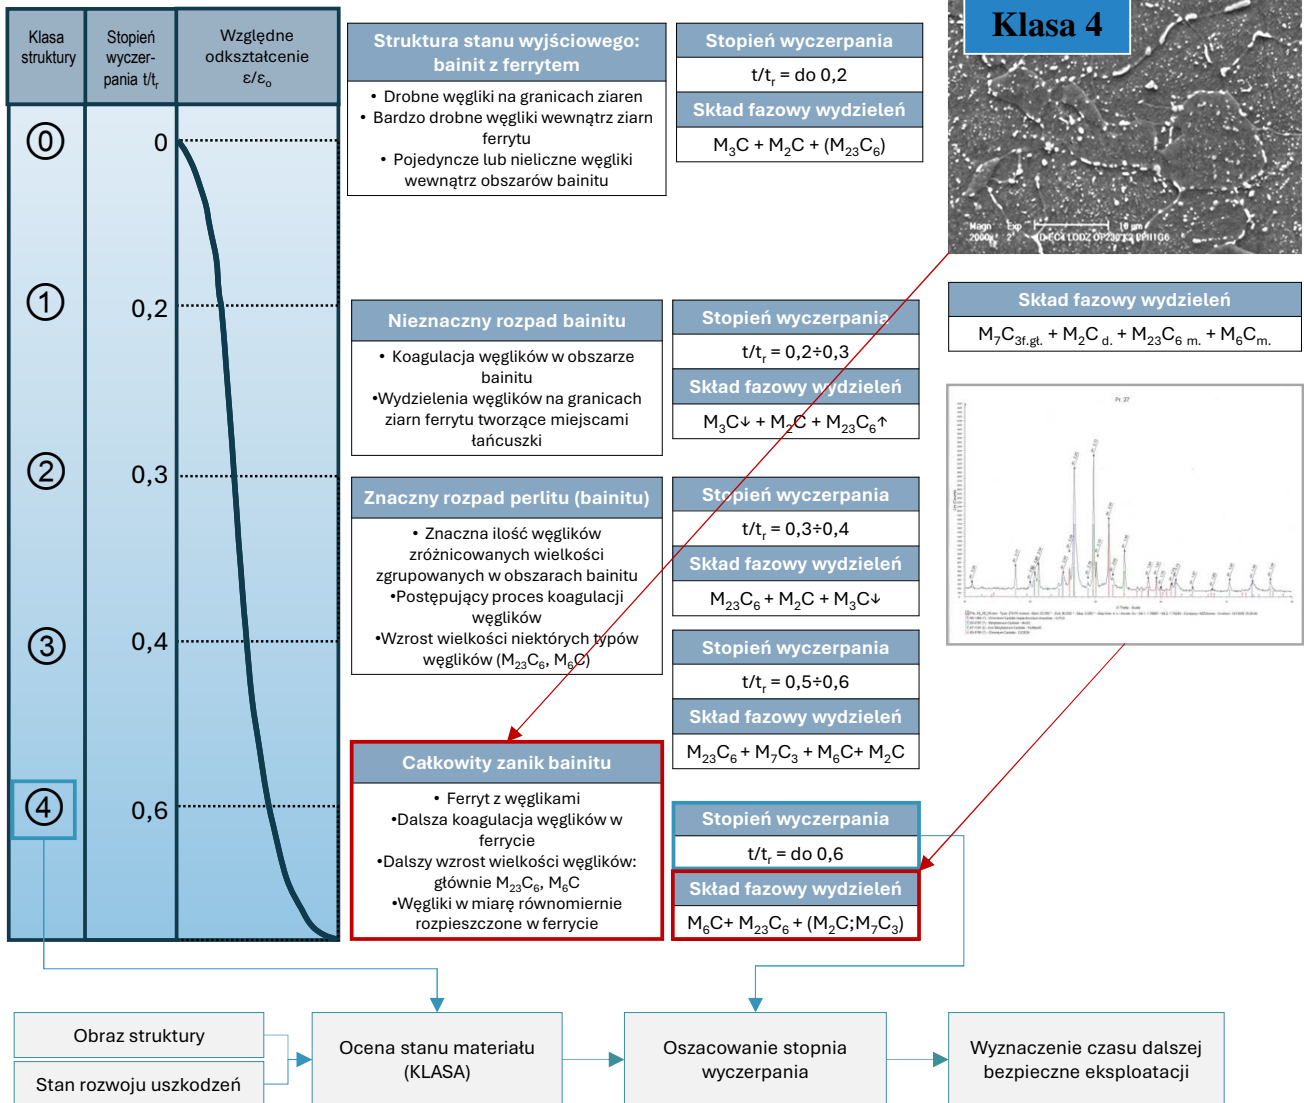 Klasa
struktury
Stopień
wyczer-
pania t/tᵣ
Względne
odkształcenie
ε/εₒ
0
0
1
0,2
2
0,3
3
0,4
4
0,6
Struktura stanu wyjściowego:
bainit z ferrytem
• Drobne węgliki na granicach ziaren
• Bardzo drobne węgliki wewnątrz ziarn
ferrytu
• Pojedyncze lub nieliczne węgliki
wewnątrz obszarów bainitu
Stopień wyczerpania
t/tᵣ = do 0,2
Skład fazowy wydzieleń
M₃C + M₂C + (M₂₃C₆)
Klasa 4
Magn Exp 10 µm
2000x 2
Nieznaczny rozpad bainitu
• Koagulacja węglików w obszarze
bainitu
•Wydzielenia węglików na granicach
ziarn ferrytu tworzące miejscami
łańcuszki
Stopień wyczerpania
t/tᵣ = 0,2÷0,3
Skład fazowy wydzieleń
M₃C↓ + M₂C + M₂₃C₆↑
Skład fazowy wydzieleń
M₇C₃f.gł. + M₂C d. + M₂₃C₆ m. + M₆Cm.
Pr. 27
Znaczny rozpad perlitu (bainitu)
• Znaczna ilość węglików
zróżnicowanych wielkości
zgrupowanych w obszarach bainitu
•Postępujący proces koagulacji
węglików
•Wzrost wielkości niektórych typów
węglików (M₂₃C₆, M₆C)
Stopień wyczerpania
t/tᵣ = 0,3÷0,4
Skład fazowy wydzieleń
M₂₃C₆ + M₂C + M₃C↓
Stopień wyczerpania
t/tᵣ = 0,5÷0,6
Skład fazowy wydzieleń
M₂₃C₆ + M₇C₃ + M₆C+ M₂C
Całkowity zanik bainitu
• Ferryt z węglikami
•Dalsza koagulacja węglików w
ferrycie
•Dalszy wzrost wielkości węglików:
głównie M₂₃C₆, M₆C
•Węgliki w miarę równomiernie
rozpieszczone w ferrycie
Stopień wyczerpania
t/tᵣ = do 0,6
Skład fazowy wydzieleń
M₆C+ M₂₃C₆ + (M₂C;M₇C₃)
Obraz struktury
Stan rozwoju uszkodzeń
Ocena stanu materiału
(KLASA)
Oszacowanie stopnia
wyczerpania
Wyznaczenie czasu dalszej
bezpieczne eksploatacji